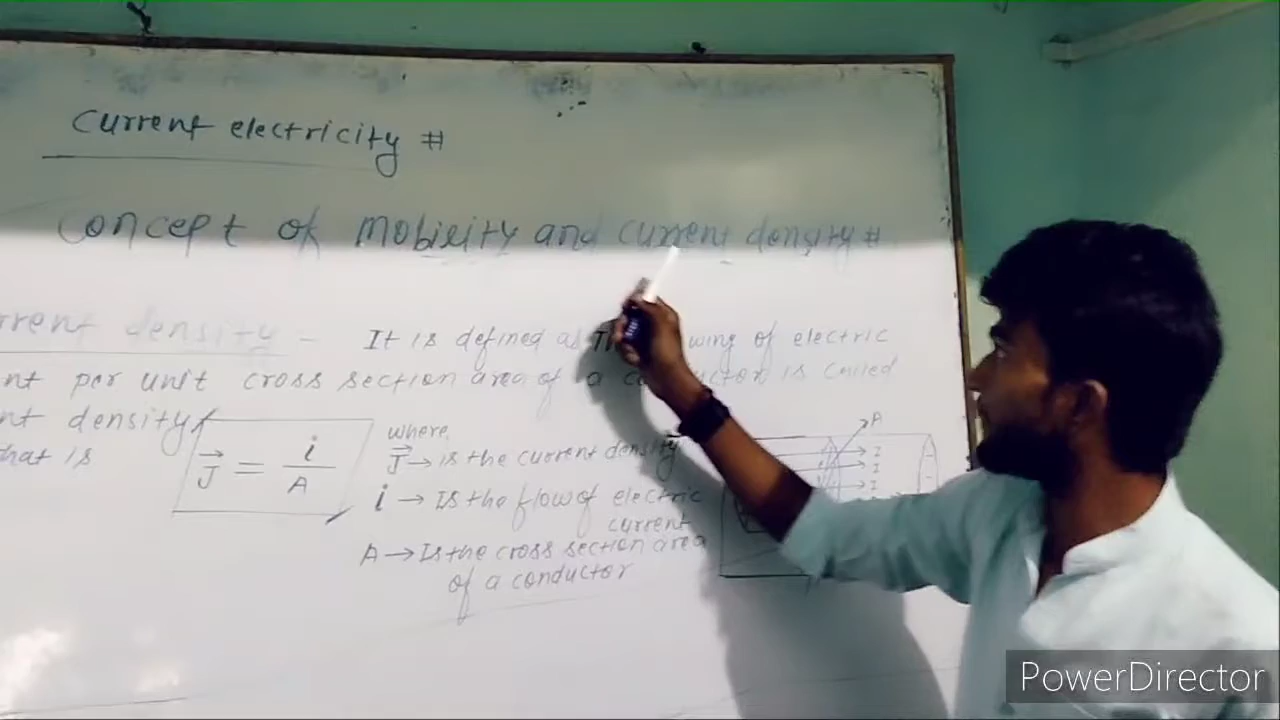 Current electricity #
Concept of Mobility and Current density #
rrent density - It is defined as wing of electric
nt per unit cross section area of a conductor is called
nt density
that is
J = i / A
where
J → is the current density
i → Is the flow of electric
current
A → Is the cross section area
of a conductor
A
I
I
I
PowerDirector